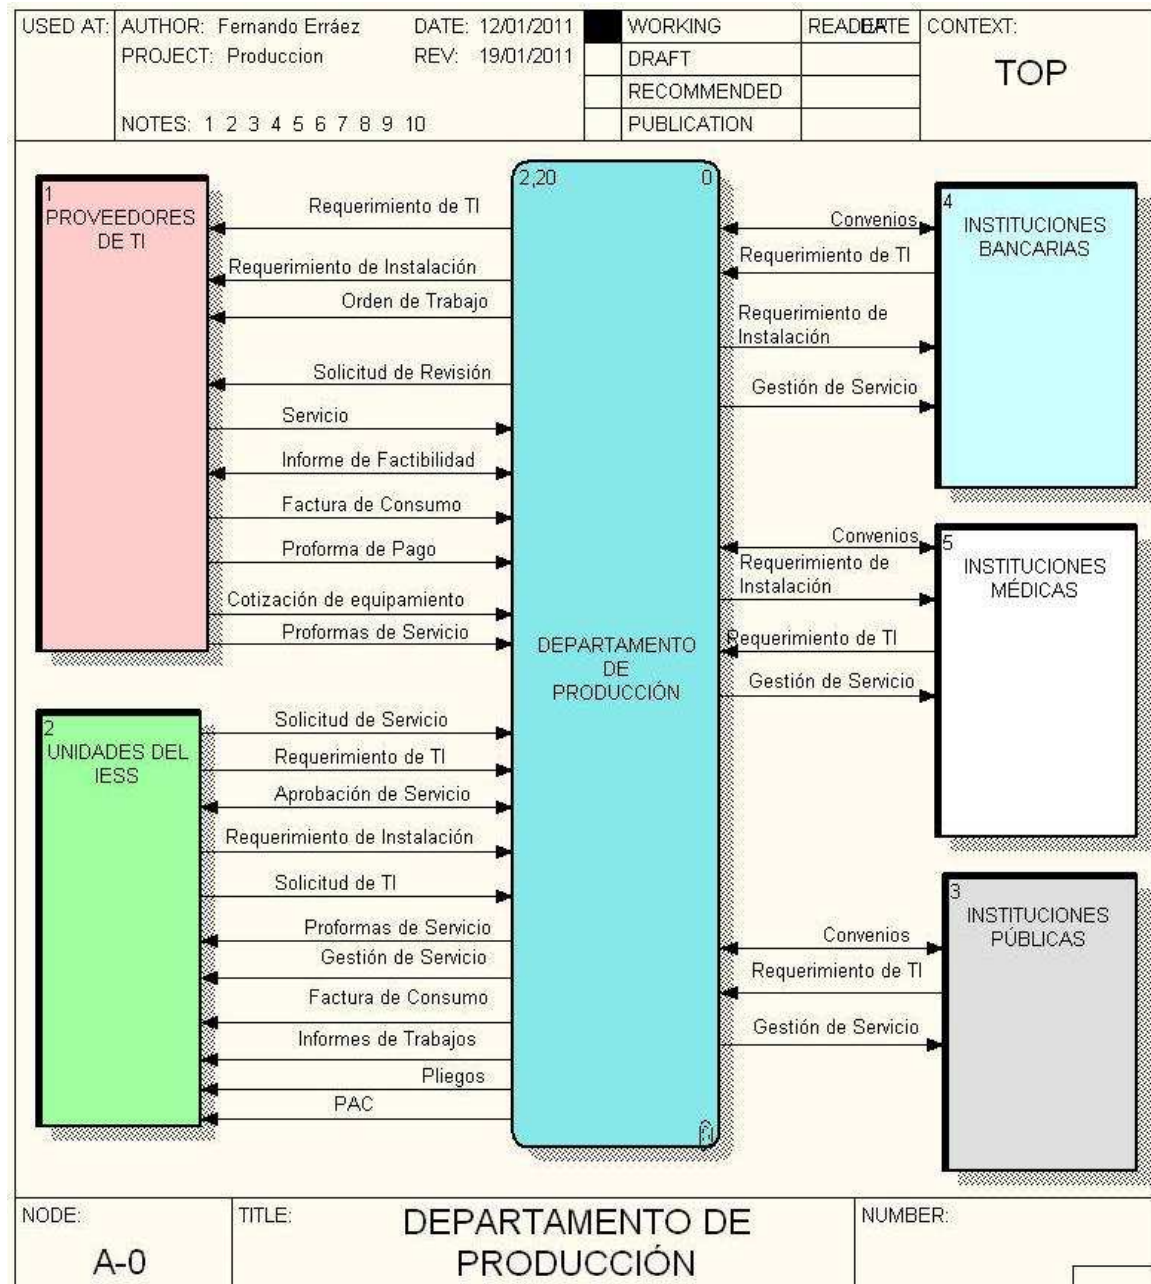 USED AT: AUTHOR: Fernando Erráez DATE: 12/01/2011 WORKING READER DATE CONTEXT:
PROJECT: Produccion REV: 19/01/2011 DRAFT
TOP
RECOMMENDED
NOTES: 1 2 3 4 5 6 7 8 9 10 PUBLICATION
1
PROVEEDORES
DE TI
Requerimiento de TI
Requerimiento de Instalación
Orden de Trabajo
Solicitud de Revisión
Servicio
Informe de Factibilidad
Factura de Consumo
Proforma de Pago
Cotización de equipamiento
Proformas de Servicio
2
UNIDADES DEL
IESS
Solicitud de Servicio
Requerimiento de TI
Aprobación de Servicio
Requerimiento de Instalación
Solicitud de TI
Proformas de Servicio
Gestión de Servicio
Factura de Consumo
Informes de Trabajos
Pliegos
PAC
2,20 0
DEPARTAMENTO
DE
PRODUCCIÓN
Convenios
Requerimiento de TI
Requerimiento de
Instalación
Gestión de Servicio
4
INSTITUCIONES
BANCARIAS
Convenios
Requerimiento de
Instalación
Requerimiento de TI
Gestión de Servicio
5
INSTITUCIONES
MÉDICAS
Convenios
Requerimiento de TI
Gestión de Servicio
3
INSTITUCIONES
PÚBLICAS
NODE: TITLE: NUMBER:
A-0
DEPARTAMENTO DE
PRODUCCIÓN